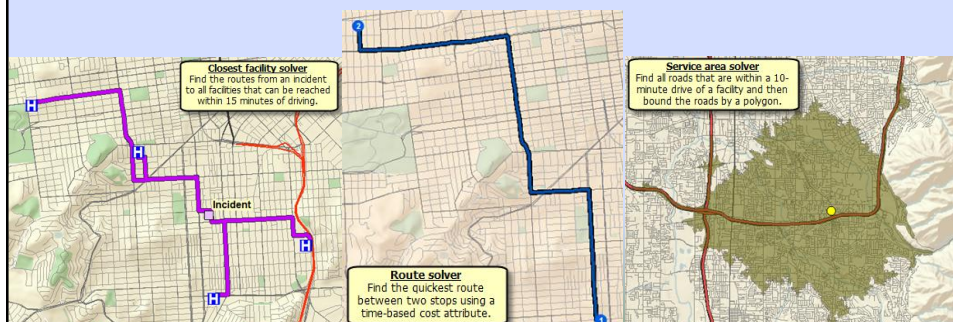 Closest facility solver
Find the routes from an incident
to all facilities that can be reached
within 15 minutes of driving.
H
H
Incident
H
H
2
Route solver
Find the quickest route
between two stops using a
time-based cost attribute.
1
Service area solver
Find all roads that are within a 10-
minute drive of a facility and then
bound the roads by a polygon.